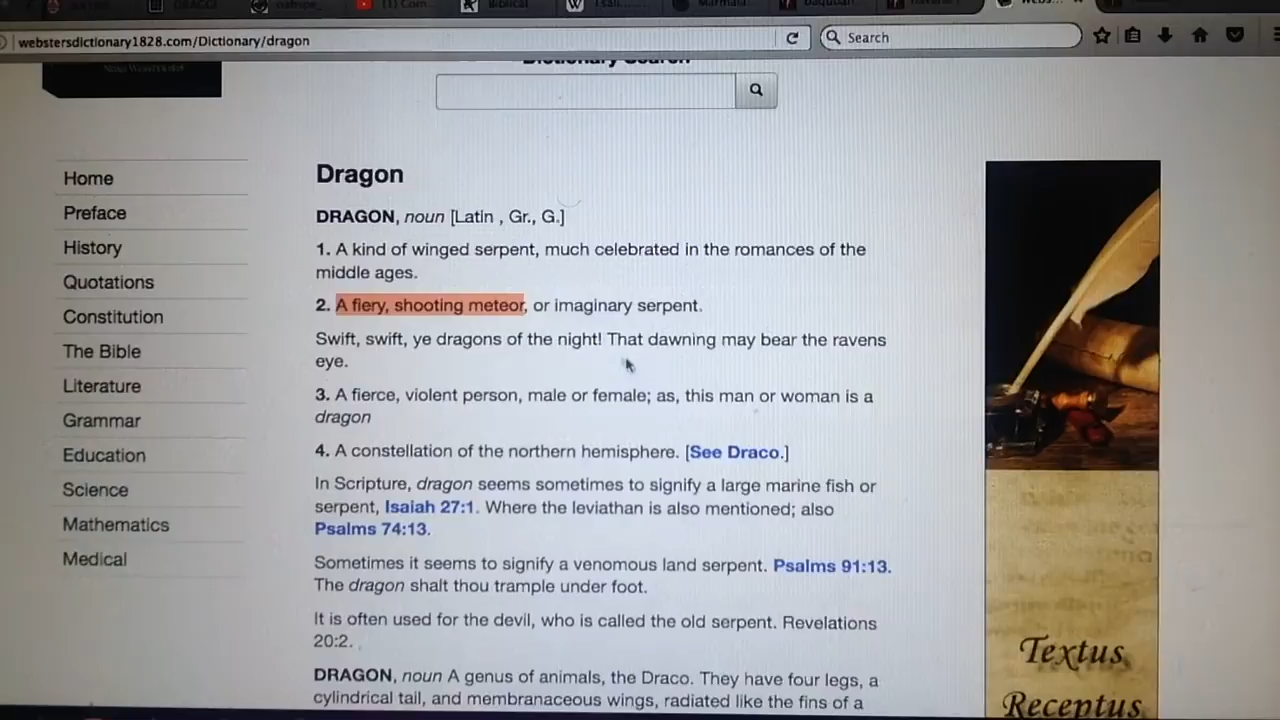 webstersdictionary1828.com/Dictionary/dragon
Search
Dictionary Search
Home
Preface
History
Quotations
Constitution
The Bible
Literature
Grammar
Education
Science
Mathematics
Medical
Dragon
DRAGON, noun [Latin , Gr., G.]
1. A kind of winged serpent, much celebrated in the romances of the
middle ages.
2. A fiery, shooting meteor, or imaginary serpent.
Swift, swift, ye dragons of the night! That dawning may bear the ravens
eye.
3. A fierce, violent person, male or female; as, this man or woman is a
dragon
4. A constellation of the northern hemisphere. [See Draco.]
In Scripture, dragon seems sometimes to signify a large marine fish or
serpent, Isaiah 27:1. Where the leviathan is also mentioned; also
Psalms 74:13.
Sometimes it seems to signify a venomous land serpent. Psalms 91:13.
The dragon shalt thou trample under foot.
It is often used for the devil, who is called the old serpent. Revelations
20:2.
DRAGON, noun A genus of animals, the Draco. They have four legs, a
cylindrical tail, and membranaceous wings, radiated like the fins of a
Textus
Receptus